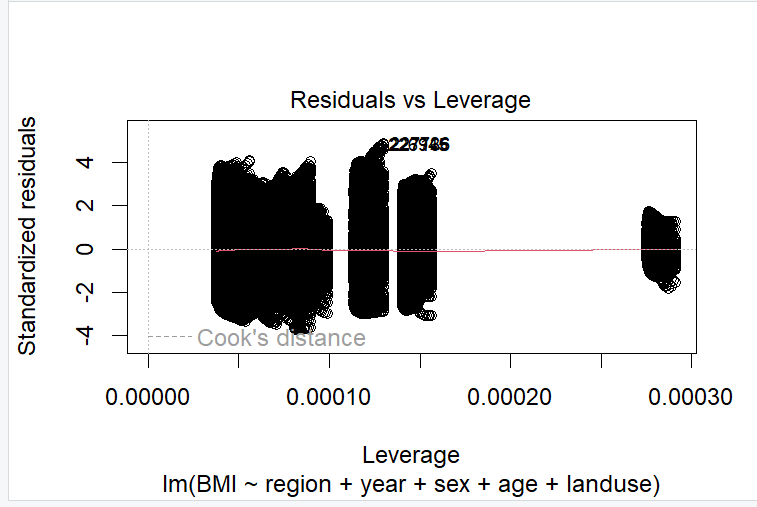 Residuals vs Leverage
Standardized residuals
4
2
0
-2
-4
Cook's distance
0.00000
0.00010
0.00020
0.00030
Leverage
lm(BMI ~ region + year + sex + age + landuse)